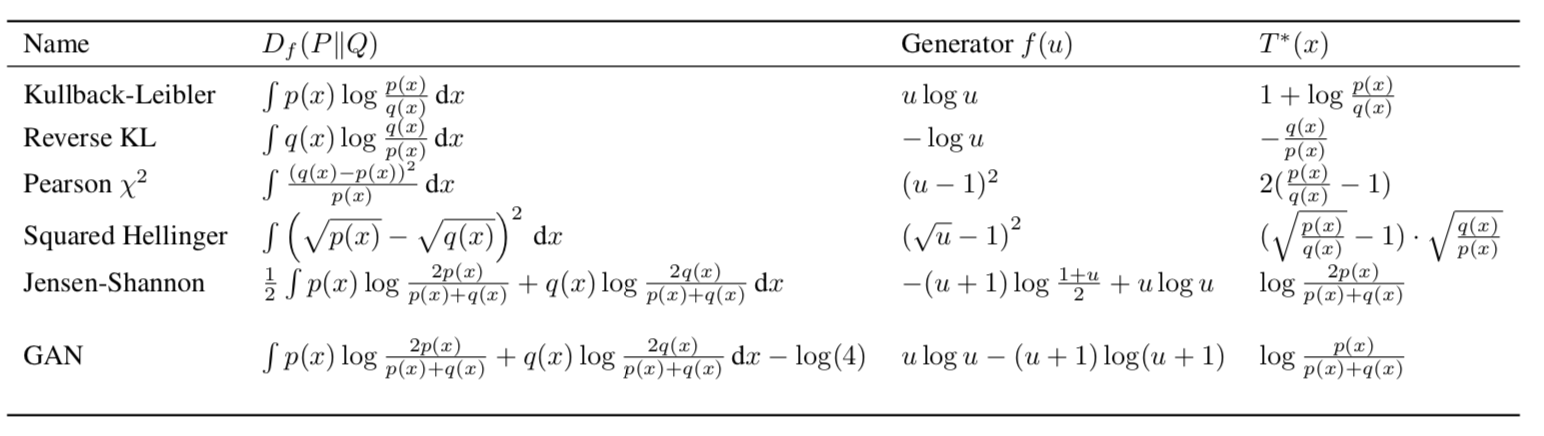 Name $D_f(P\|Q)$ Generator $f(u)$ $T^*(x)$
Kullback-Leibler $\int p(x) \log \frac{p(x)}{q(x)} \, \mathrm{d}x$ $u \log u$ $1 + \log \frac{p(x)}{q(x)}$
Reverse KL $\int q(x) \log \frac{q(x)}{p(x)} \, \mathrm{d}x$ $-\log u$ $-\frac{q(x)}{p(x)}$
Pearson $\chi^2$ $\int \frac{(q(x)-p(x))^2}{p(x)} \, \mathrm{d}x$ $(u-1)^2$ $2(\frac{p(x)}{q(x)} - 1)$
Squared Hellinger $\int \left(\sqrt{p(x)} - \sqrt{q(x)}\right)^2 \, \mathrm{d}x$ $(\sqrt{u}-1)^2$ $(\sqrt{\frac{p(x)}{q(x)}} - 1) \cdot \sqrt{\frac{q(x)}{p(x)}}$
Jensen-Shannon $\frac{1}{2} \int p(x) \log \frac{2p(x)}{p(x)+q(x)} + q(x) \log \frac{2q(x)}{p(x)+q(x)} \, \mathrm{d}x$ $-(u+1) \log \frac{1+u}{2} + u \log u$ $\log \frac{2p(x)}{p(x)+q(x)}$
GAN $\int p(x) \log \frac{2p(x)}{p(x)+q(x)} + q(x) \log \frac{2q(x)}{p(x)+q(x)} \, \mathrm{d}x - \log(4)$ $u \log u - (u+1) \log(u+1)$ $\log \frac{p(x)}{p(x)+q(x)}$